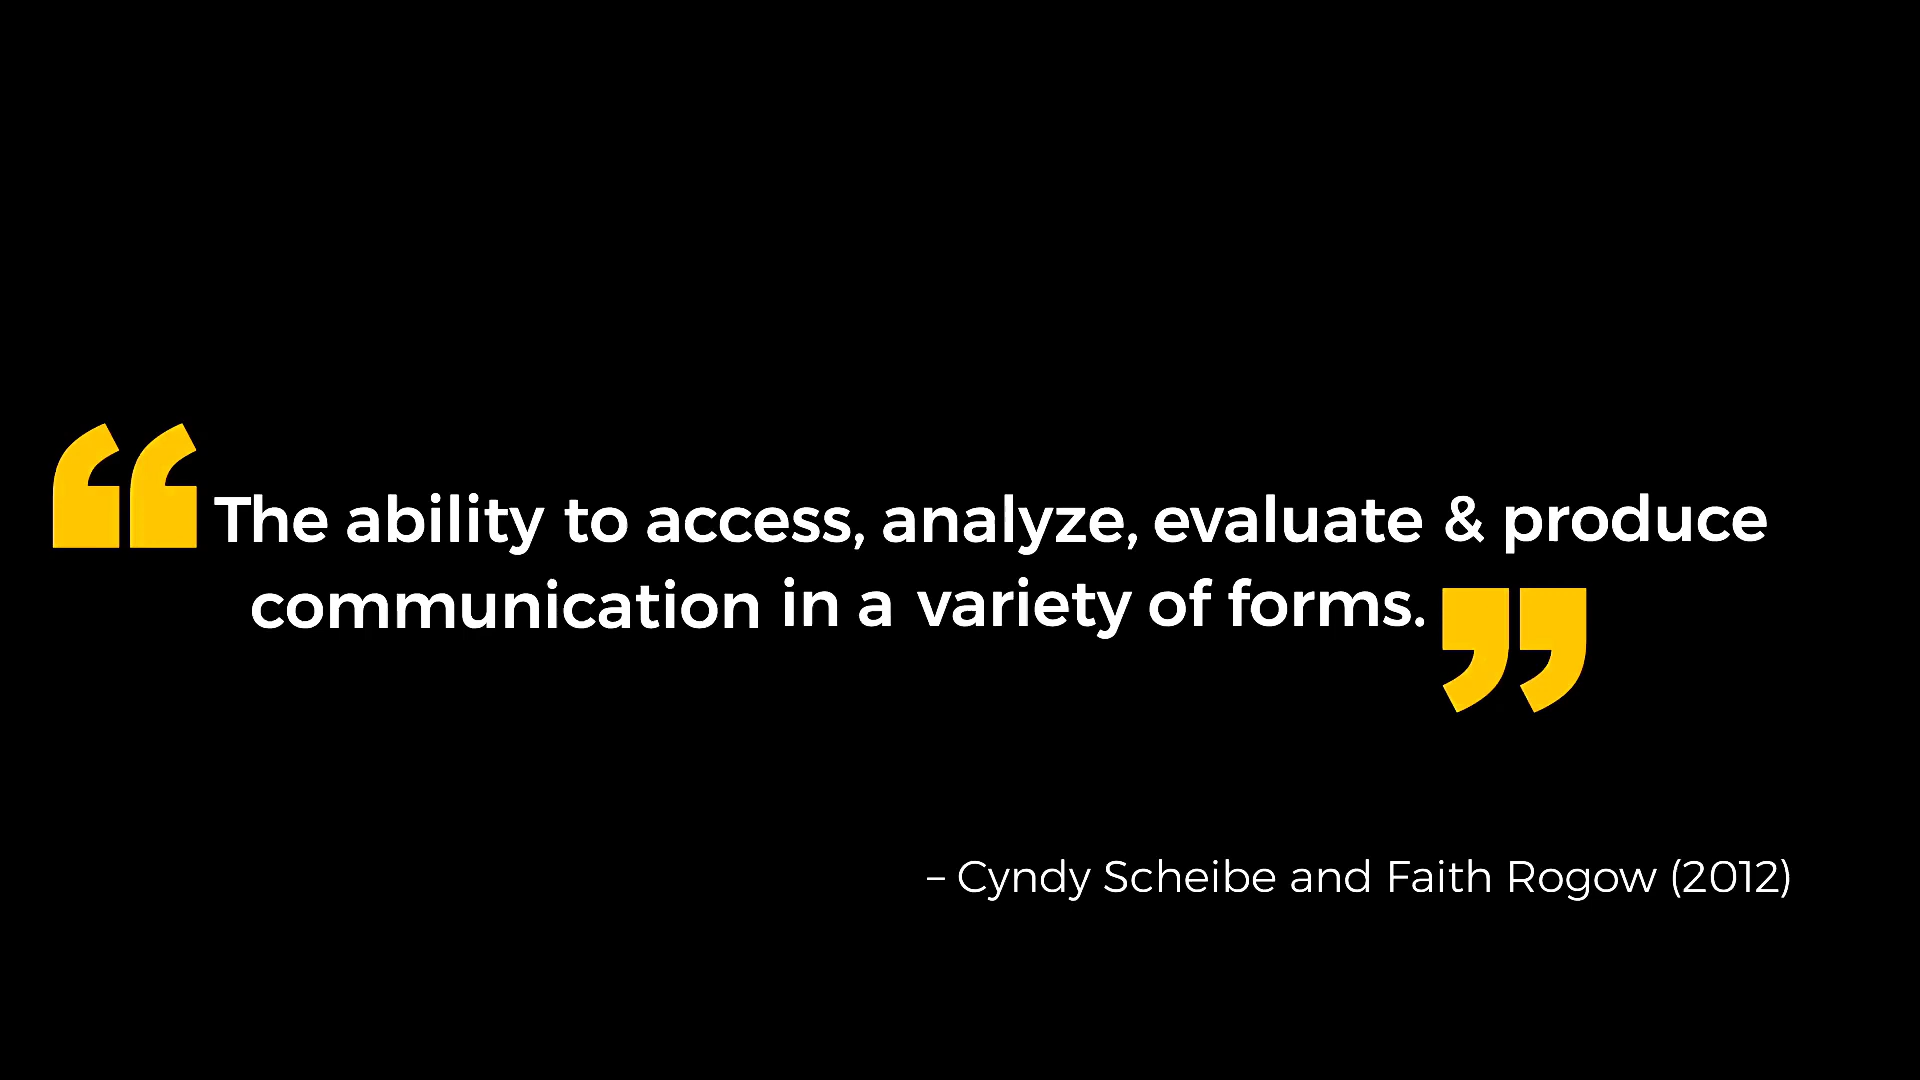 “The ability to access, analyze, evaluate & produce
communication in a variety of forms.”
– Cyndy Scheibe and Faith Rogow (2012)